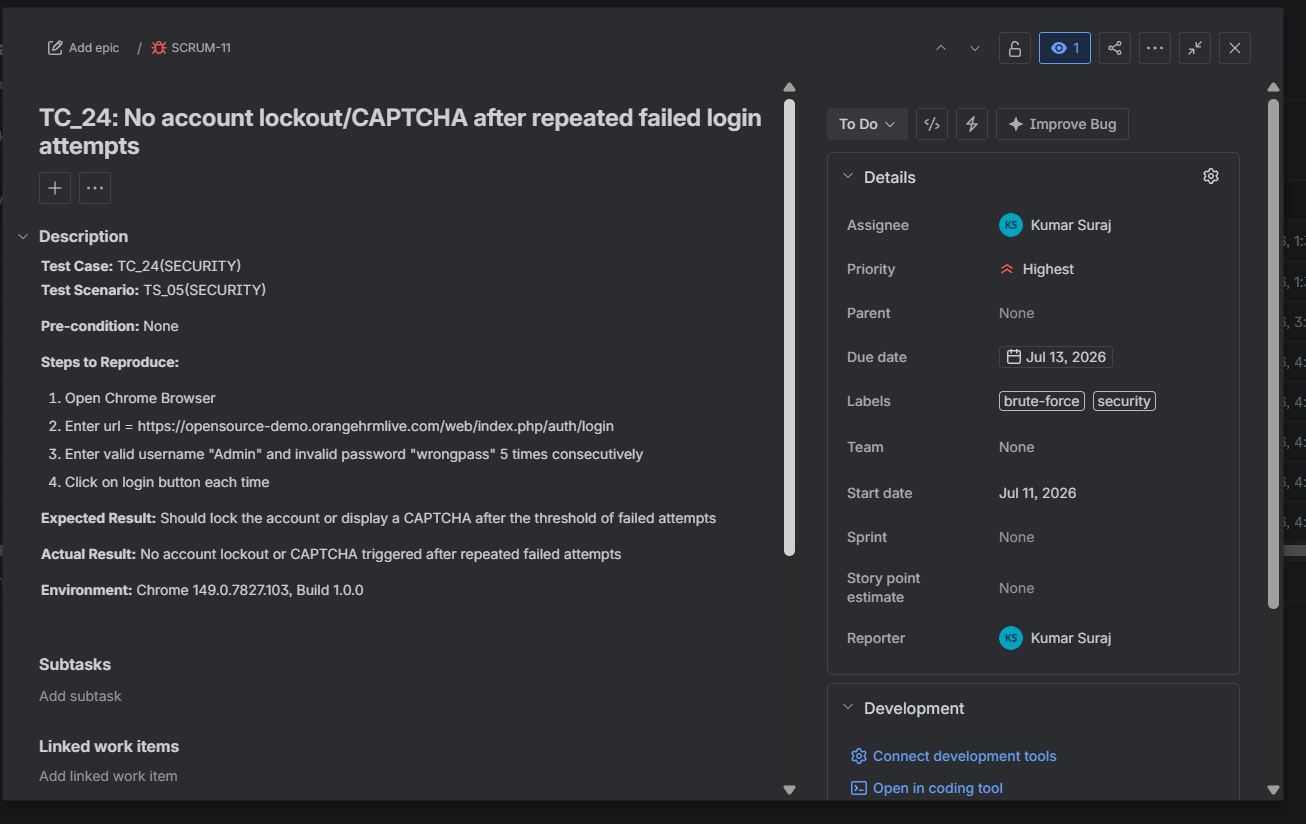 Add epic / SCRUM-11
1
TC_24: No account lockout/CAPTCHA after repeated failed login
attempts
Description
Test Case: TC_24(SECURITY)
Test Scenario: TS_05(SECURITY)
Pre-condition: None
Steps to Reproduce:
1. Open Chrome Browser
2. Enter url = https://opensource-demo.orangehrmlive.com/web/index.php/auth/login
3. Enter valid username "Admin" and invalid password "wrongpass" 5 times consecutively
4. Click on login button each time
Expected Result: Should lock the account or display a CAPTCHA after the threshold of failed attempts
Actual Result: No account lockout or CAPTCHA triggered after repeated failed attempts
Environment: Chrome 149.0.7827.103, Build 1.0.0
Subtasks
Add subtask
Linked work items
Add linked work item
To Do
Improve Bug
Details
Assignee KS Kumar Suraj
Priority Highest
Parent None
Due date Jul 13, 2026
Labels brute-force security
Team None
Start date Jul 11, 2026
Sprint None
Story point
estimate None
Reporter KS Kumar Suraj
Development
Connect development tools
Open in coding tool